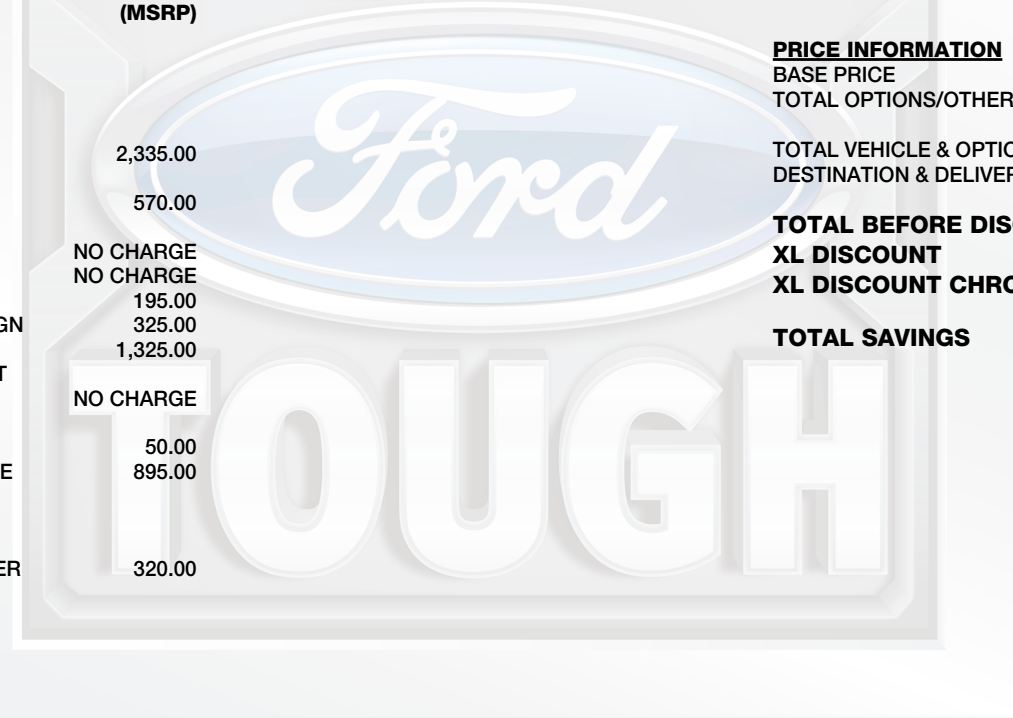 (MSRP)
2,335.00
570.00
NO CHARGE
NO CHARGE
195.00
GN 325.00
1,325.00
T
NO CHARGE
50.00
E 895.00
ER 320.00
PRICE INFORMATION
BASE PRICE
TOTAL OPTIONS/OTHER
TOTAL VEHICLE & OPTIO
DESTINATION & DELIVER
TOTAL BEFORE DISC
XL DISCOUNT
XL DISCOUNT CHRO
TOTAL SAVINGS
Ford
TOUGH